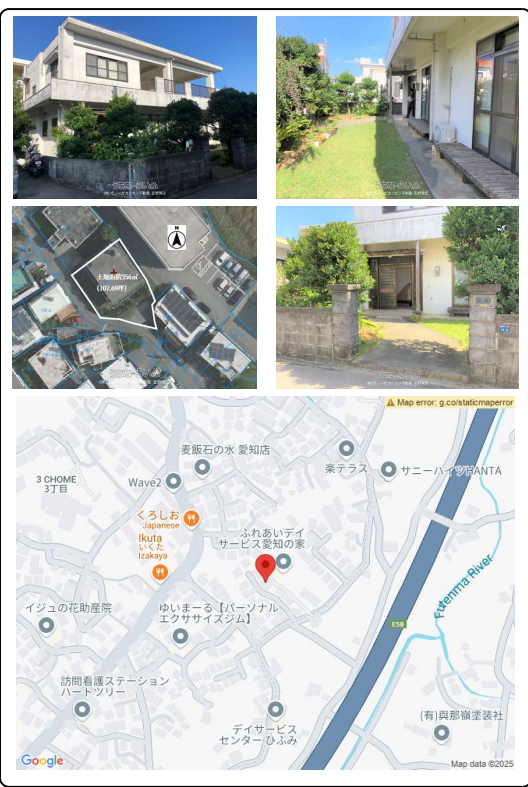 N
土地面積356㎡
(107.69坪)
Map error: g.co/staticmaperror
麦飯石の水 愛知店
楽テラス
サニーハイツHANTA
3 CHOME
3丁目
Wave2
くろしお
Japanese
Ikuta
いくた
Izakaya
ふれあいデイ
サービス愛知の家
Futenma River
イジュの花助産院
ゆいまーる【パーソナル
エクササイズジム】
E58
訪問看護ステーション
ハートツリー
デイサービス
センター ひふみ
(有)與那嶺塗装社
Google
Map data ©2025